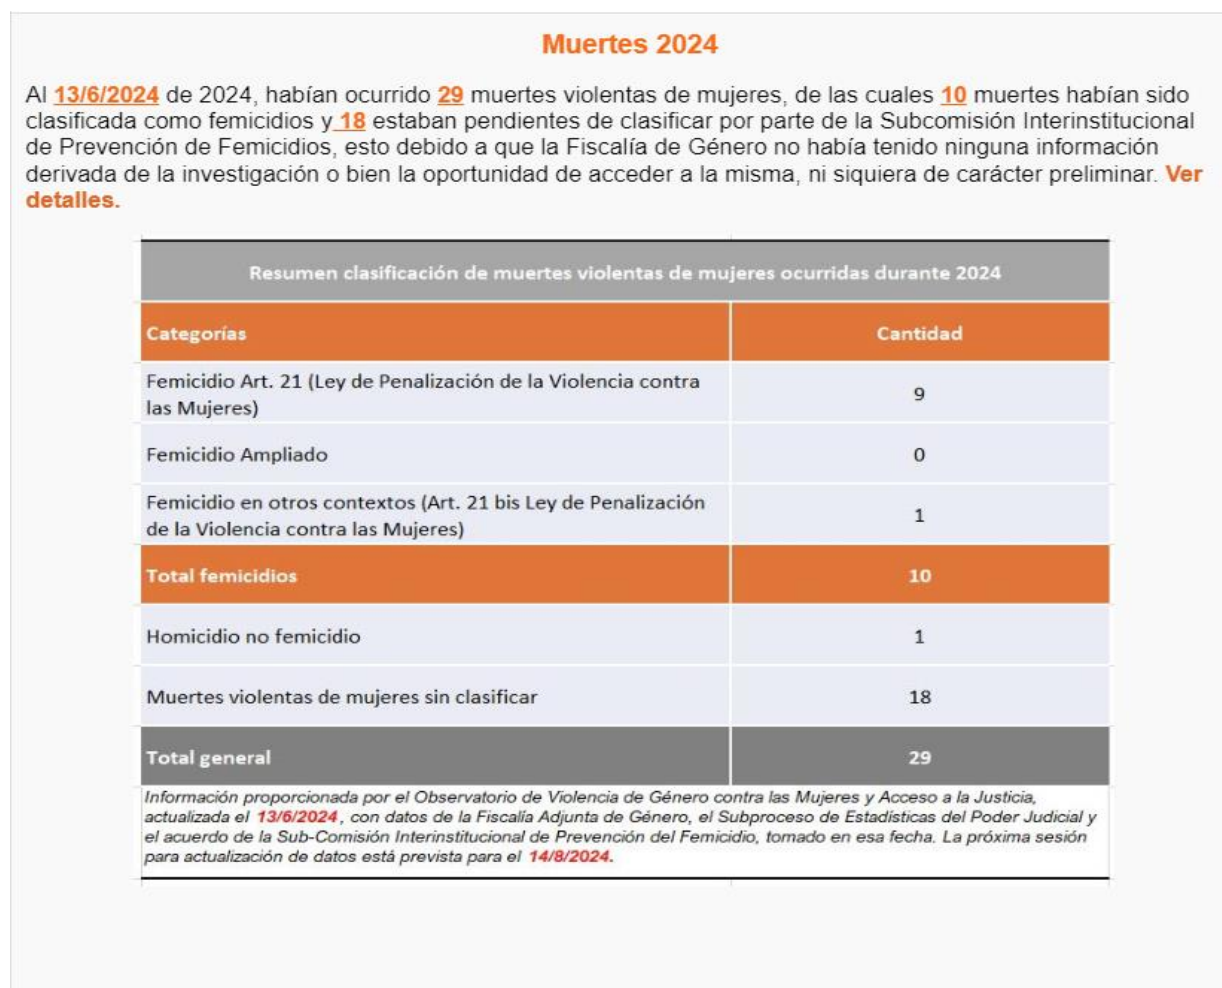 Muertes 2024
Al 13/6/2024 de 2024, habían ocurrido 29 muertes violentas de mujeres, de las cuales 10 muertes habían sido
clasificada como femicidios y 18 estaban pendientes de clasificar por parte de la Subcomisión Interinstitucional
de Prevención de Femicidios, esto debido a que la Fiscalía de Género no había tenido ninguna información
derivada de la investigación o bien la oportunidad de acceder a la misma, ni siquiera de carácter preliminar. Ver
detalles.
Resumen clasificación de muertes violentas de mujeres ocurridas durante 2024
Categorías Cantidad
Femicidio Art. 21 (Ley de Penalización de la Violencia contra
las Mujeres) 9
Femicidio Ampliado 0
Femicidio en otros contextos (Art. 21 bis Ley de Penalización
de la Violencia contra las Mujeres) 1
Total femicidios 10
Homicidio no femicidio 1
Muertes violentas de mujeres sin clasificar 18
Total general 29
Información proporcionada por el Observatorio de Violencia de Género contra las Mujeres y Acceso a la Justicia,
actualizada el 13/6/2024, con datos de la Fiscalía Adjunta de Género, el Subproceso de Estadísticas del Poder Judicial y
el acuerdo de la Sub-Comisión Interinstitucional de Prevención del Femicidio, tomado en esa fecha. La próxima sesión
para actualización de datos está prevista para el 14/8/2024.